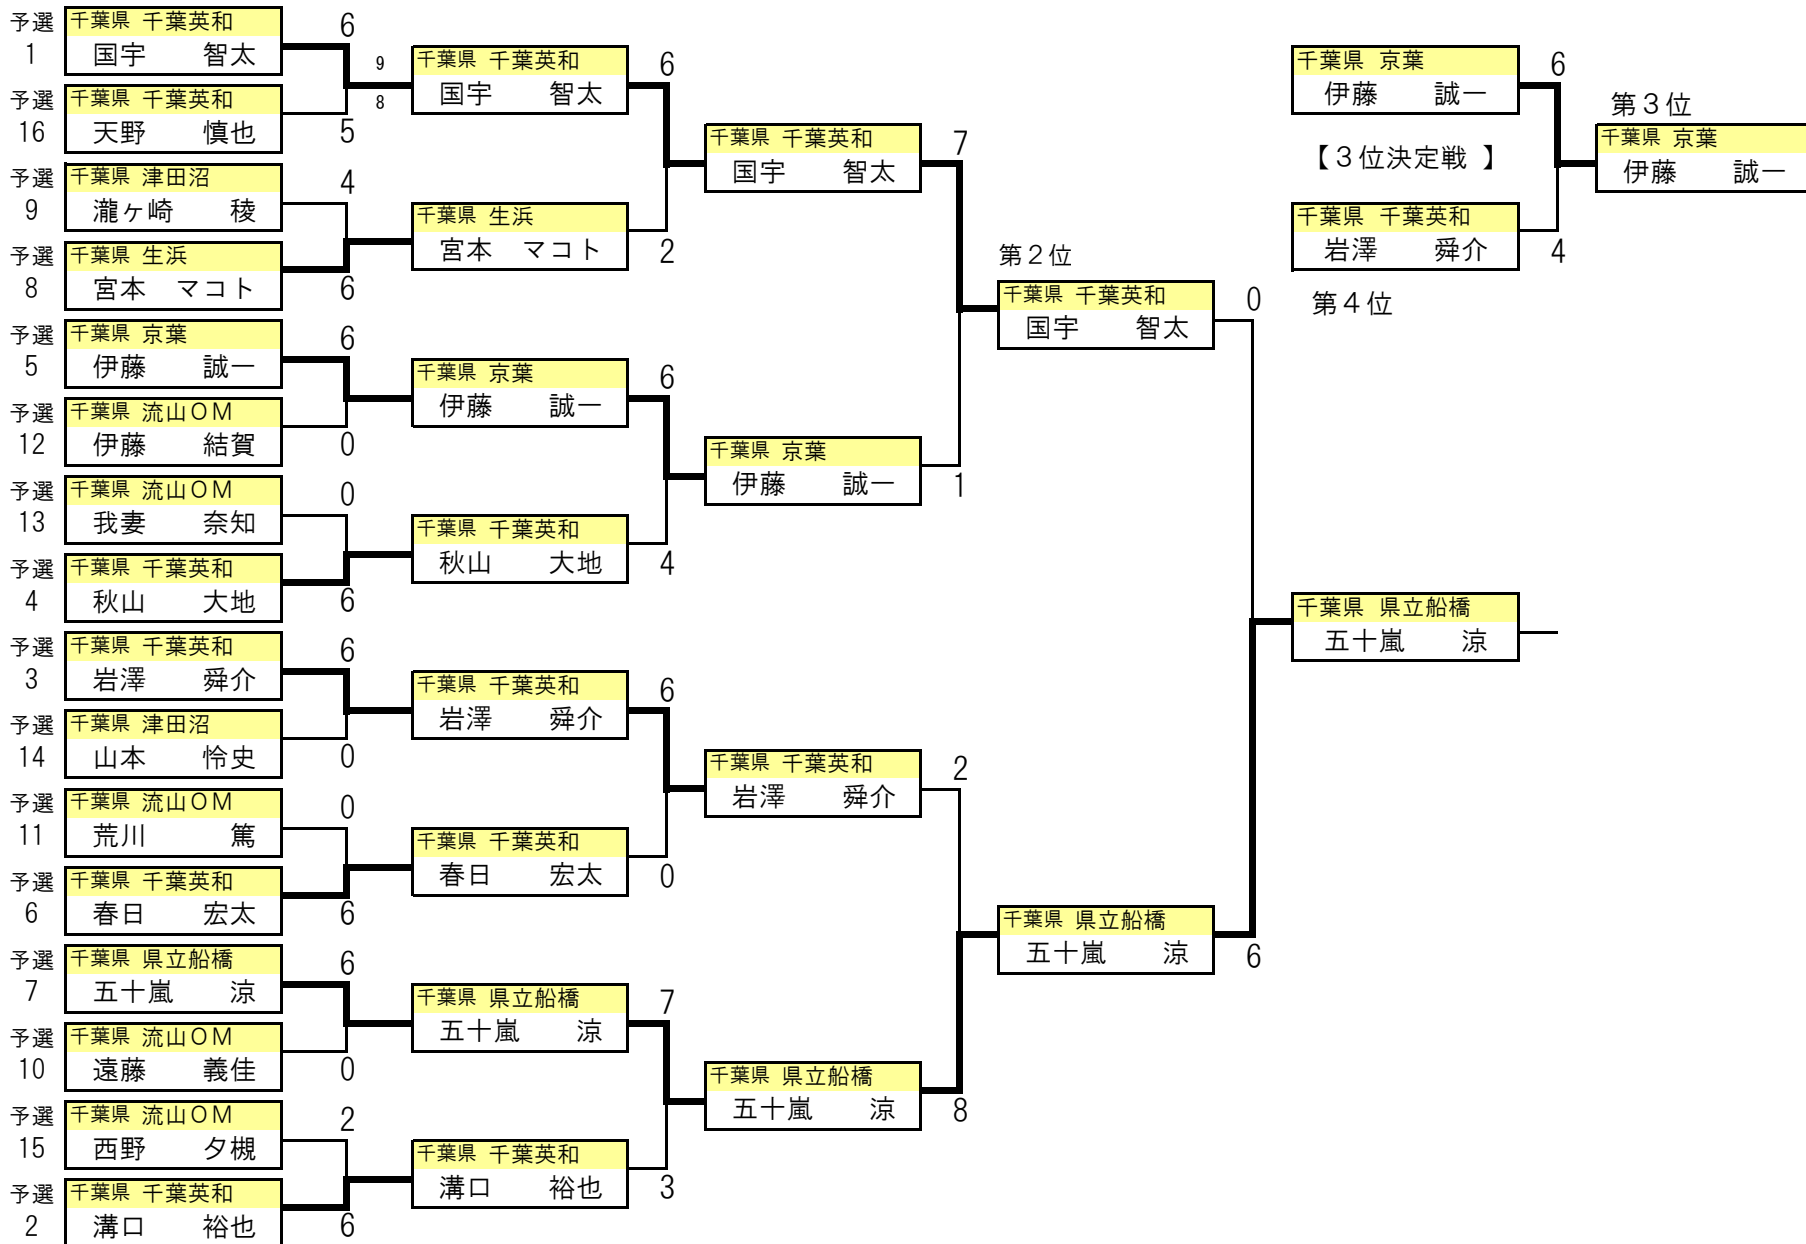 予選
1
千葉県 千葉英和
国宇 智太
6
予選
16
千葉県 千葉英和
天野 慎也
5
9
8
予選
9
千葉県 津田沼
瀧ヶ崎 稜
4
予選
8
千葉県 生浜
宮本 マコト
6
予選
5
千葉県 京葉
伊藤 誠一
6
予選
12
千葉県 流山OM
伊藤 結賀
0
予選
13
千葉県 流山OM
我妻 奈知
0
予選
4
千葉県 千葉英和
秋山 大地
6
予選
3
千葉県 千葉英和
岩澤 舜介
6
予選
14
千葉県 津田沼
山本 怜史
0
予選
11
千葉県 流山OM
荒川 篤
0
予選
6
千葉県 千葉英和
春日 宏太
6
予選
7
千葉県 県立船橋
五十嵐 涼
6
予選
10
千葉県 流山OM
遠藤 義佳
0
予選
15
千葉県 流山OM
西野 夕槻
2
予選
2
千葉県 千葉英和
溝口 裕也
6
千葉県 千葉英和
国宇 智太
6
千葉県 生浜
宮本 マコト
2
千葉県 京葉
伊藤 誠一
6
千葉県 千葉英和
秋山 大地
4
千葉県 千葉英和
岩澤 舜介
6
千葉県 千葉英和
春日 宏太
0
千葉県 県立船橋
五十嵐 涼
7
千葉県 千葉英和
溝口 裕也
3
千葉県 千葉英和
国宇 智太
7
千葉県 京葉
伊藤 誠一
1
千葉県 千葉英和
岩澤 舜介
2
千葉県 県立船橋
五十嵐 涼
8
第2位
千葉県 千葉英和
国宇 智太
0
千葉県 県立船橋
五十嵐 涼
6
千葉県 県立船橋
五十嵐 涼
千葉県 京葉
伊藤 誠一
6
【3位決定戦 】
千葉県 千葉英和
岩澤 舜介
4
第4位
第3位
千葉県 京葉
伊藤 誠一